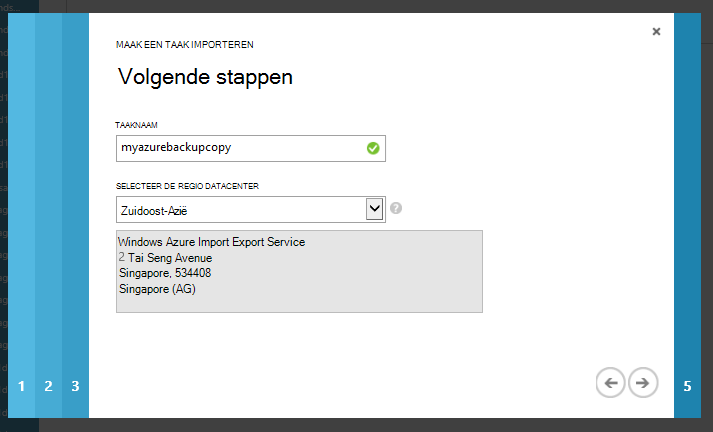 MAAK EEN TAAK IMPORTEREN
Volgende stappen
TAAKNAAM
myazurebackupcopy
SELECTEER DE REGIO DATACENTER
Zuidoost-Azië
?
Windows Azure Import Export Service
2 Tai Seng Avenue
Singapore, 534408
Singapore (AG)
1 2 3 5